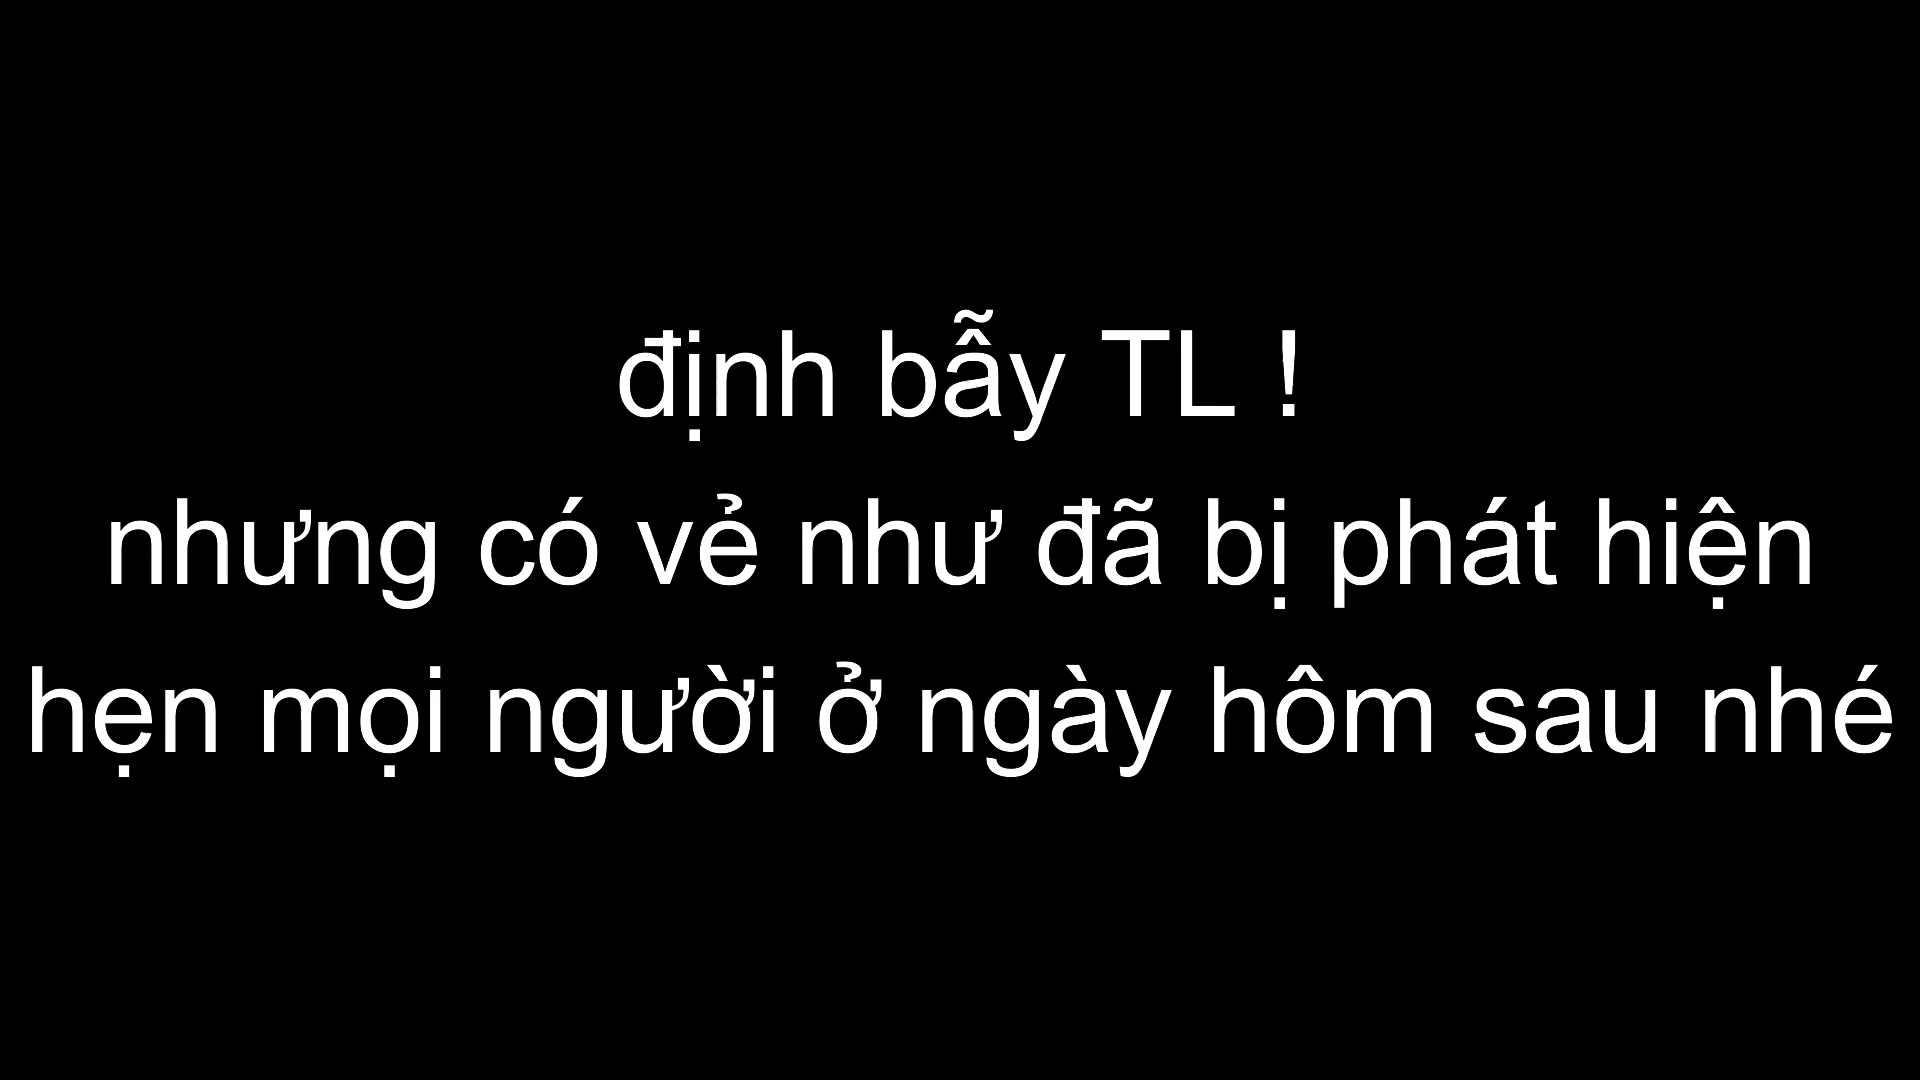 định bẫy TL !
nhưng có vẻ như đã bị phát hiện
hẹn mọi người ở ngày hôm sau nhé